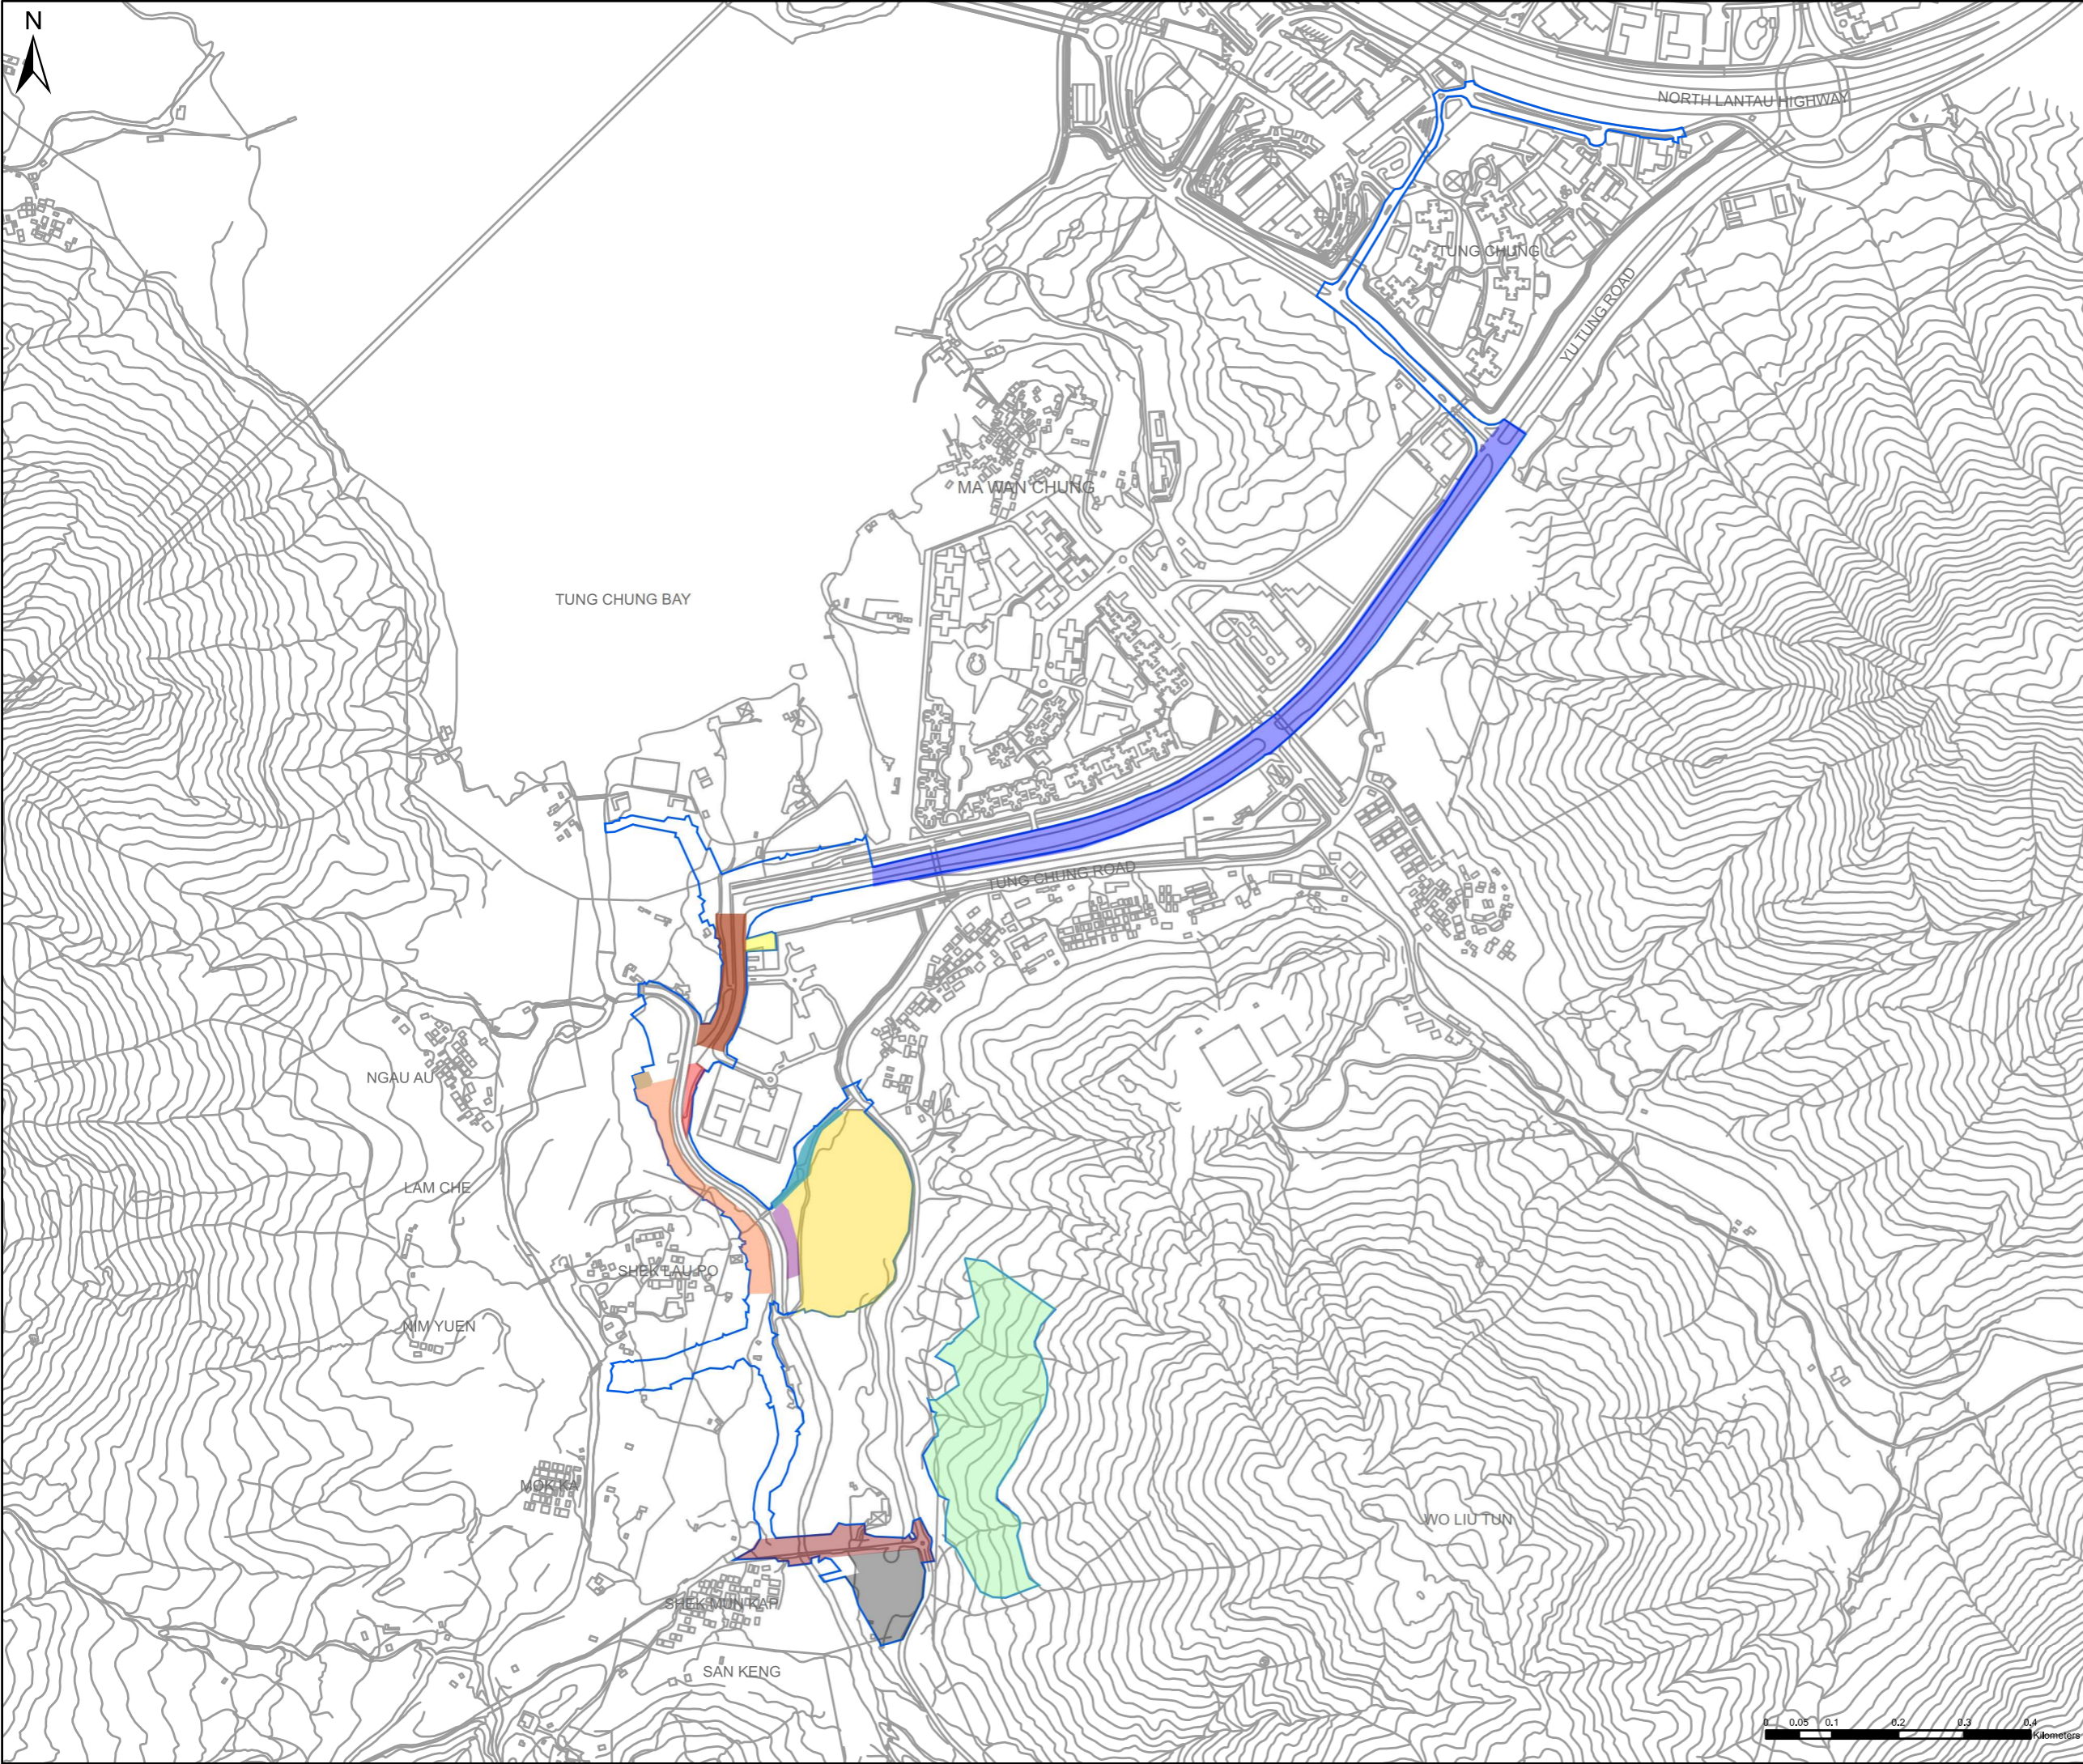 N
NORTH LANTAU HIGHWAY
TUNG CHUNG
YU TUNG ROAD
MA WAN CHUNG
TUNG CHUNG BAY
TUNG CHUNG ROAD
NGAU AU
LAM CHE
SHEK LAU PO
NIM YUEN
MOK KA
WO LIU TUN
SHEK MUN KAP
SAN KENG
0 0.05 0.1 0.2 0.3 0.4
Kilometers